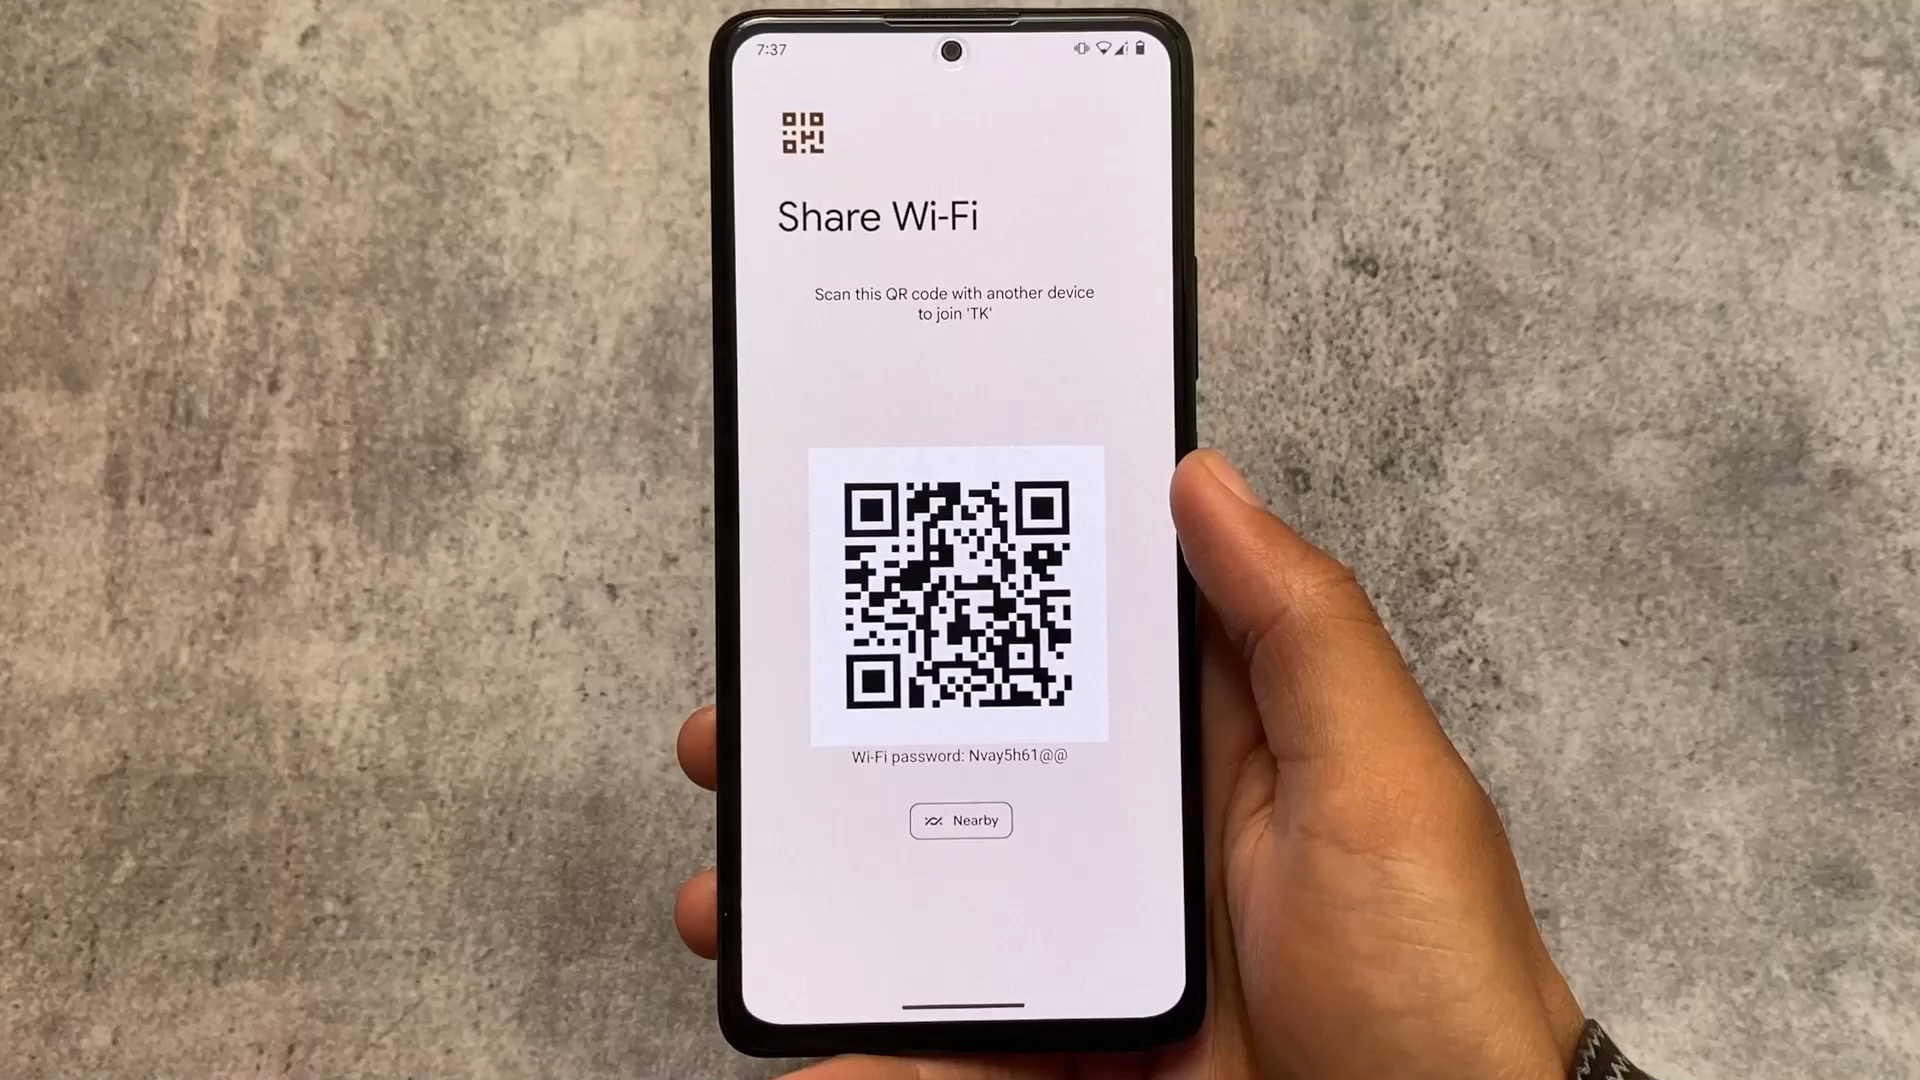 7:37
Share Wi-Fi
Scan this QR code with another device
to join 'TK'
Wi-Fi password: Nvay5h61@@
Nearby